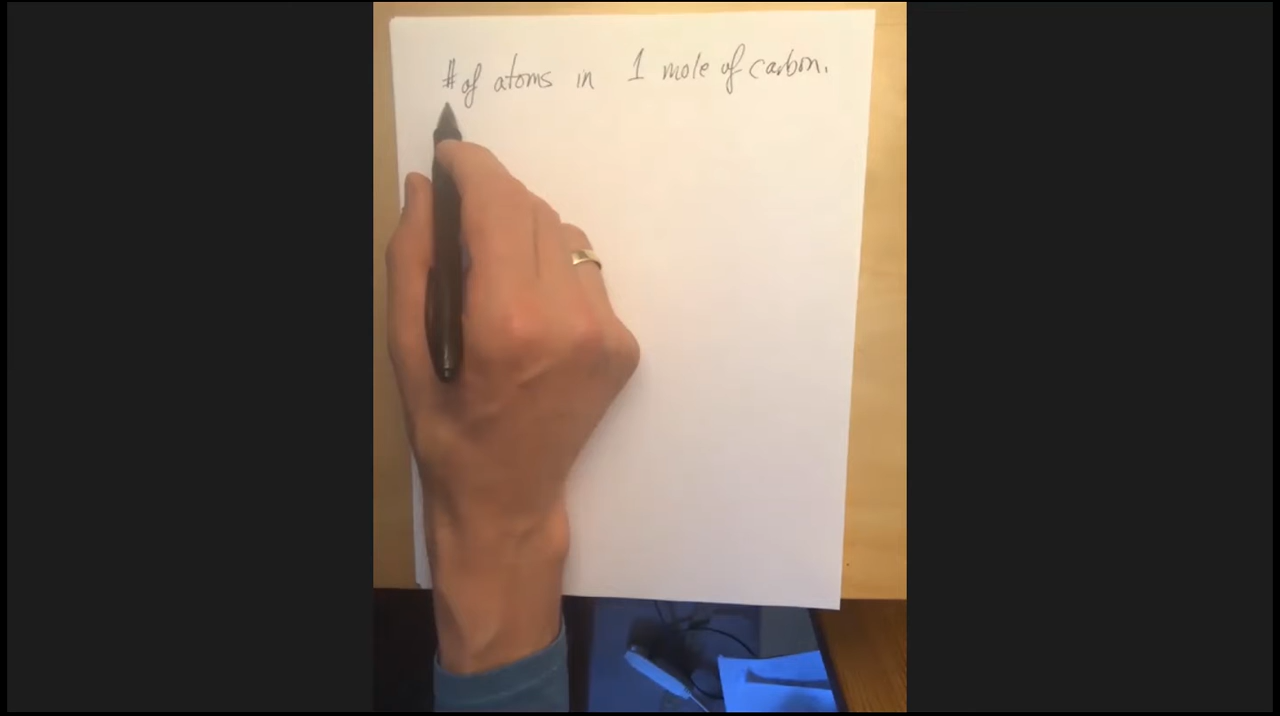 # of atoms in 1 mole of carbon.